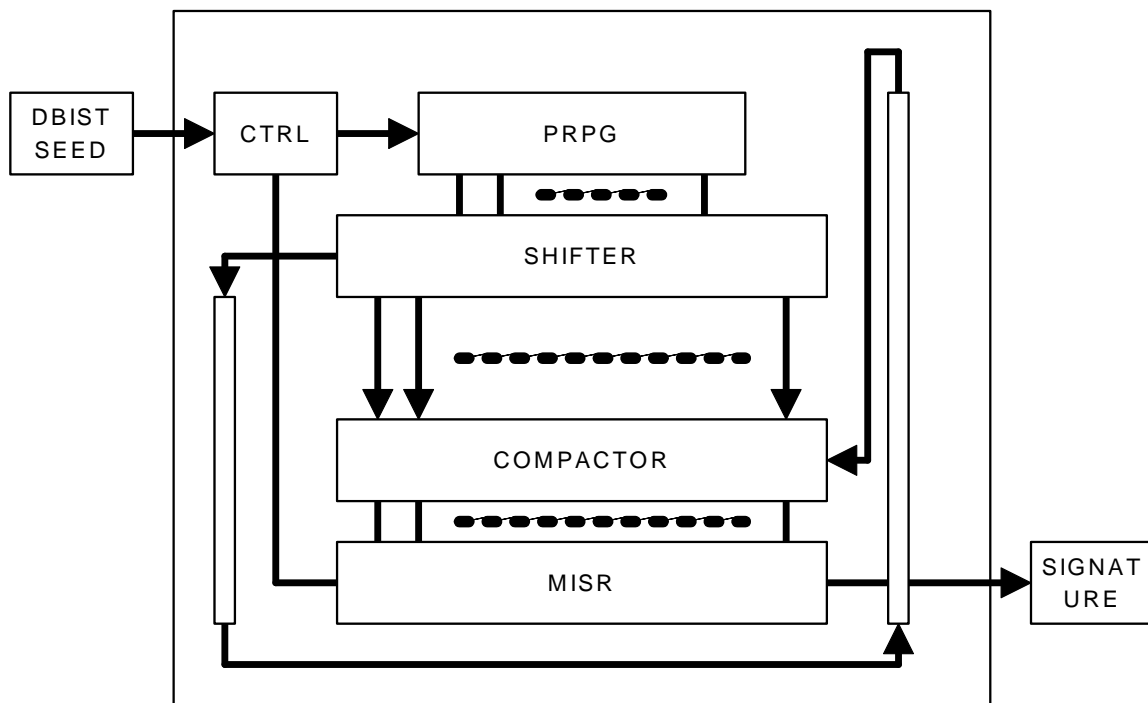 DBIST
SEED
CTRL
PRPG
SHIFTER
COMPACTOR
MISR
SIGNAT
URE